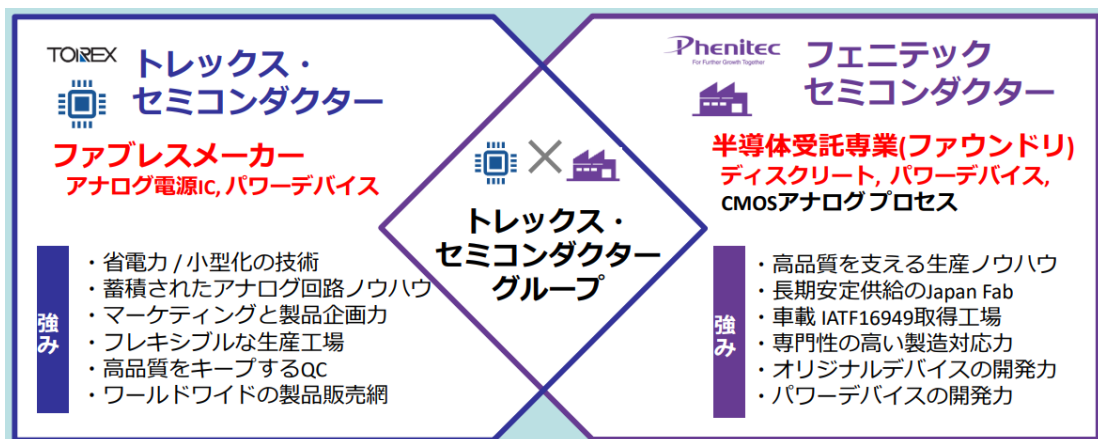 TOIREX
トレックス・
セミコンダクター
ファブレスメーカー
アナログ電源IC, パワーデバイス
強み
・省電力 / 小型化の技術
・蓄積されたアナログ回路ノウハウ
・マーケティングと製品企画力
・フレキシブルな生産工場
・高品質をキープするQC
・ワールドワイドの製品販売網
トレックス・
セミコンダクター
グループ
Phenitec
For Further Growth Together
フェニテック
セミコンダクター
半導体受託専業(ファウンドリ)
ディスクリート, パワーデバイス,
CMOSアナログ プロセス
強み
・高品質を支える生産ノウハウ
・長期安定供給のJapan Fab
・車載 IATF16949取得工場
・専門性の高い製造対応力
・オリジナルデバイスの開発力
・パワーデバイスの開発力